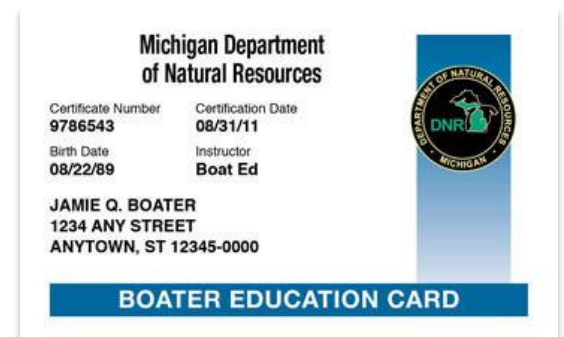 Michigan Department
of Natural Resources
Certificate Number Certification Date
9786543 08/31/11
Birth Date Instructor
08/22/89 Boat Ed
JAMIE Q. BOATER
1234 ANY STREET
ANYTOWN, ST 12345-0000
DEPARTMENT OF NATURAL RESOURCES
DNR
MICHIGAN
BOATER EDUCATION CARD